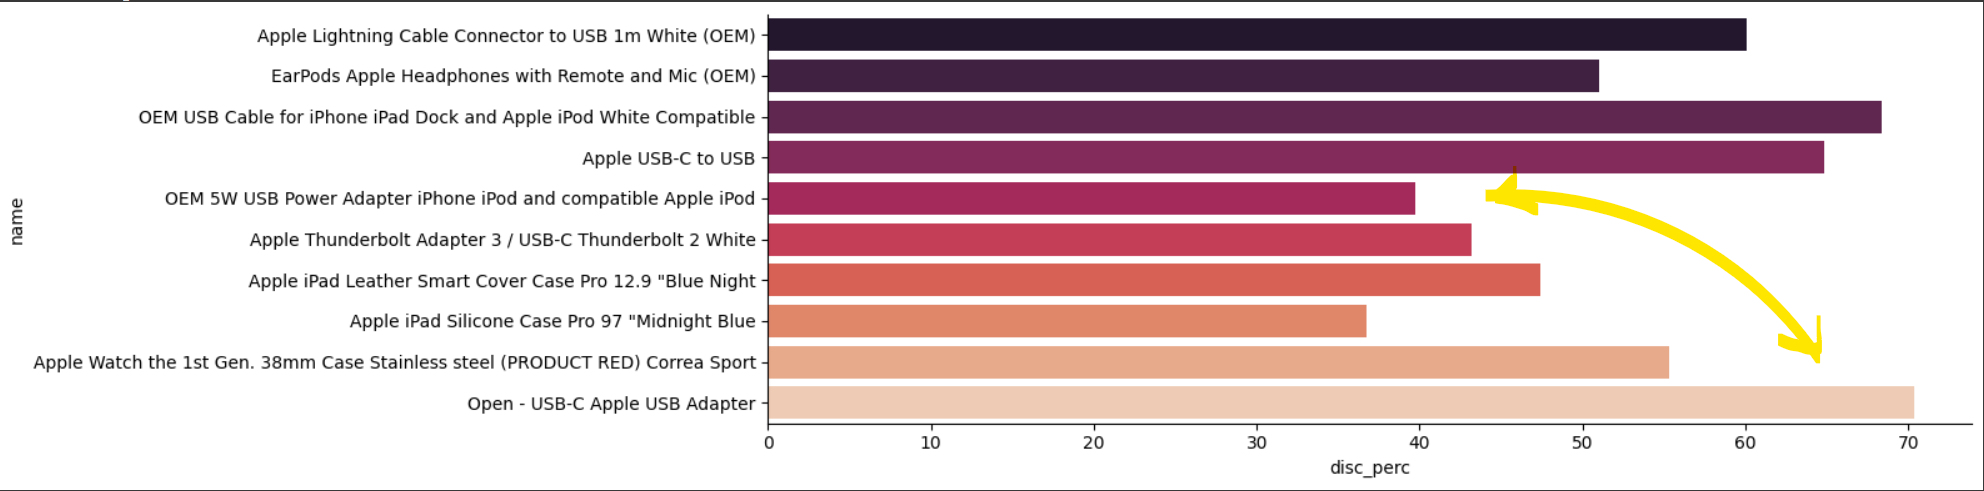 Apple Lightning Cable Connector to USB 1m White (OEM)
EarPods Apple Headphones with Remote and Mic (OEM)
OEM USB Cable for iPhone iPad Dock and Apple iPod White Compatible
Apple USB-C to USB
OEM 5W USB Power Adapter iPhone iPod and compatible Apple iPod
Apple Thunderbolt Adapter 3 / USB-C Thunderbolt 2 White
Apple iPad Leather Smart Cover Case Pro 12.9 "Blue Night
Apple iPad Silicone Case Pro 97 "Midnight Blue
Apple Watch the 1st Gen. 38mm Case Stainless steel (PRODUCT RED) Correa Sport
Open - USB-C Apple USB Adapter
name
0 10 20 30 40 50 60 70
disc_perc